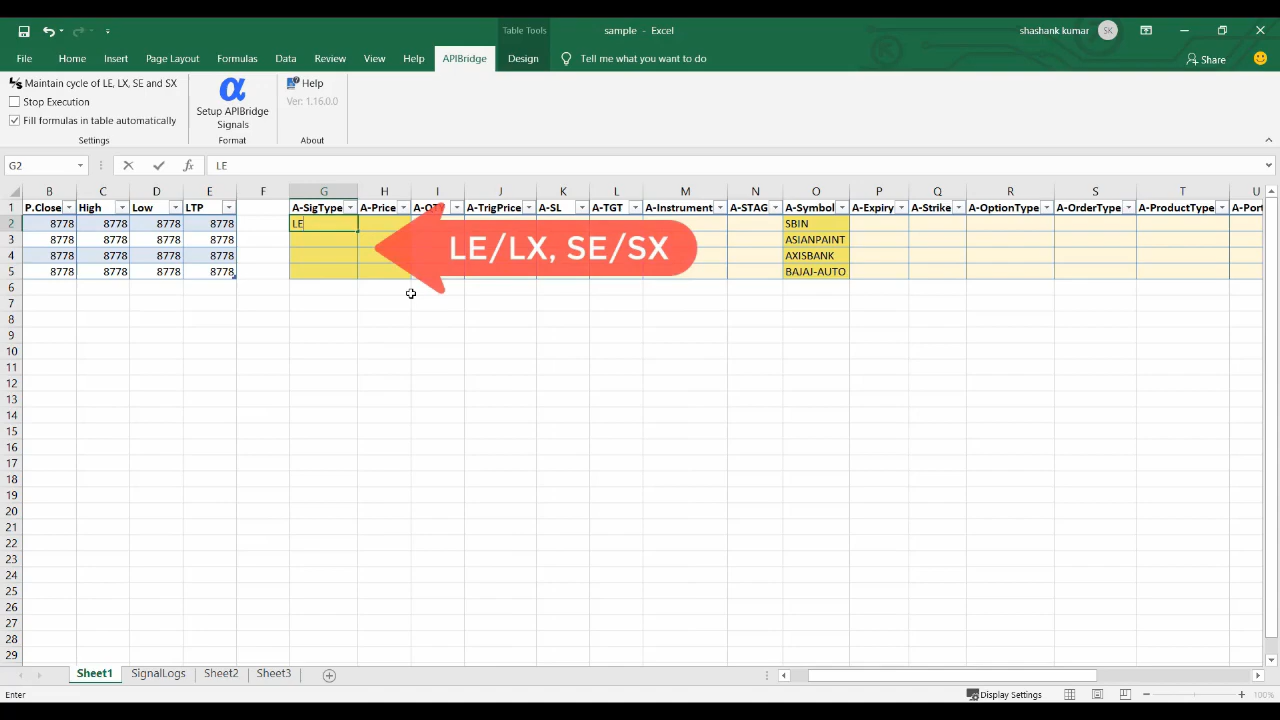 Table Tools
sample - Excel
shashank kumar
SK
File Home Insert Page Layout Formulas Data Review View Help APIBridge Design Tell me what you want to do
Share
Maintain cycle of LE, LX, SE and SX
Stop Execution
Fill formulas in table automatically
Settings
α
Setup APIBridge
Signals
Format
Help
Ver: 1.16.0.0
About
G2 fx LE
B C D E F G H I J K L M N O P Q R S T U
1 P.Close High Low LTP A-SigType A-Price A-TrigPrice A-SL A-TGT A-Instrument A-STAG A-Symbol A-Expiry A-Strike A-OptionType A-OrderType A-ProductType A-Port
2 8778 8778 8778 8778 LE SBIN
3 8778 8778 8778 8778 ASIANPAINT
4 8778 8778 8778 8778 AXISBANK
5 8778 8778 8778 8778 BAJAJ-AUTO
LE/LX, SE/SX
6
7
8
9
10
11
12
13
14
15
16
17
18
19
20
21
22
23
24
25
26
27
28
29
Sheet1 SignalLogs Sheet2 Sheet3
Enter
Display Settings
100%